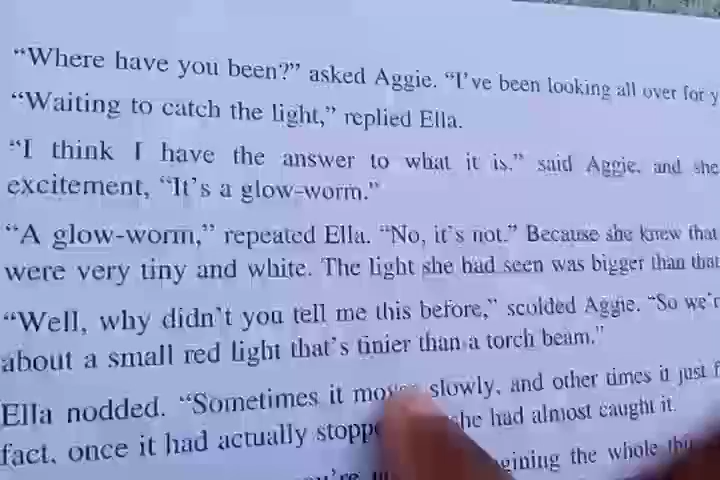 “Where have you been?” asked Aggie. “I’ve been looking all over for y
“Waiting to catch the light,” replied Ella.
“I think I have the answer to what it is.” said Aggie, and she
excitement, “It’s a glow-worm.”
“A glow-worm,” repeated Ella. “No, it’s not.” Because she knew that
were very tiny and white. The light she had seen was bigger than that
“Well, why didn’t you tell me this before,” scolded Aggie. “So we’r
about a small red light that’s tinier than a torch beam.”
Ella nodded. “Sometimes it moves slowly, and other times it just f
fact, once it had actually stoppe she had almost caught it.
ou’re gining the whole thi